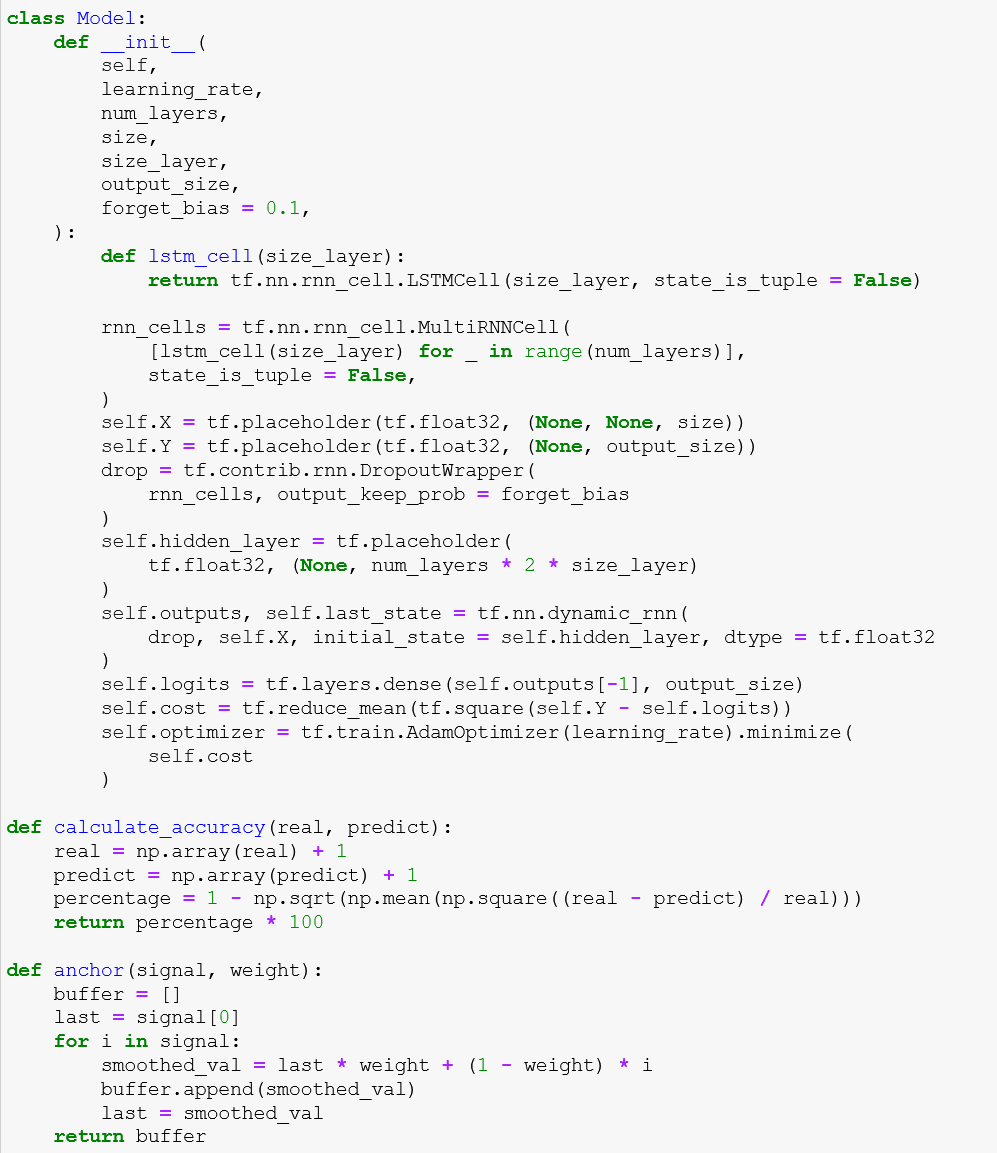 class Model:
    def __init__(
        self,
        learning_rate,
        num_layers,
        size,
        size_layer,
        output_size,
        forget_bias = 0.1,
    ):
        def lstm_cell(size_layer):
            return tf.nn.rnn_cell.LSTMCell(size_layer, state_is_tuple = False)

        rnn_cells = tf.nn.rnn_cell.MultiRNNCell(
            [lstm_cell(size_layer) for _ in range(num_layers)],
            state_is_tuple = False,
        )
        self.X = tf.placeholder(tf.float32, (None, None, size))
        self.Y = tf.placeholder(tf.float32, (None, output_size))
        drop = tf.contrib.rnn.DropoutWrapper(
            rnn_cells, output_keep_prob = forget_bias
        )
        self.hidden_layer = tf.placeholder(
            tf.float32, (None, num_layers * 2 * size_layer)
        )
        self.outputs, self.last_state = tf.nn.dynamic_rnn(
            drop, self.X, initial_state = self.hidden_layer, dtype = tf.float32
        )
        self.logits = tf.layers.dense(self.outputs[-1], output_size)
        self.cost = tf.reduce_mean(tf.square(self.Y - self.logits))
        self.optimizer = tf.train.AdamOptimizer(learning_rate).minimize(
            self.cost
        )

def calculate_accuracy(real, predict):
    real = np.array(real) + 1
    predict = np.array(predict) + 1
    percentage = 1 - np.sqrt(np.mean(np.square((real - predict) / real)))
    return percentage * 100

def anchor(signal, weight):
    buffer = []
    last = signal[0]
    for i in signal:
        smoothed_val = last * weight + (1 - weight) * i
        buffer.append(smoothed_val)
        last = smoothed_val
    return buffer